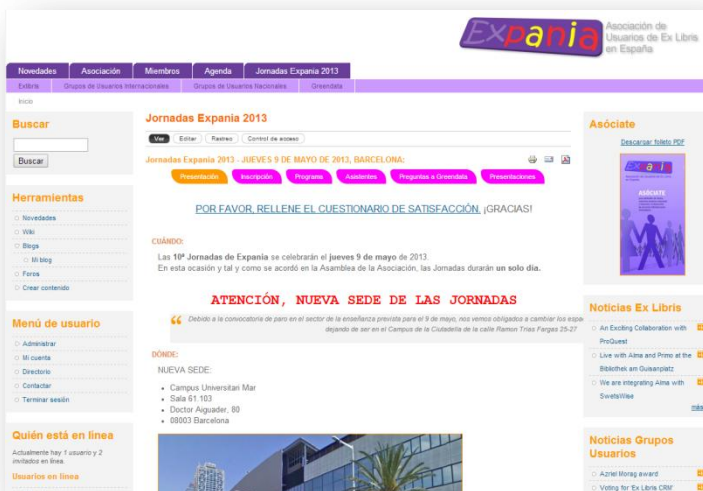 Expania
Asociación de
Usuarios de Ex Libris
en España
Novedades Asociación Miembros Agenda Jornadas Expania 2013
Exlibris Grupos de Usuarios Internacionales Grupos de Usuarios Nacionales Greendata
Inicio
Buscar
Buscar
Herramientas
Novedades
Wiki
Blogs
Mi blog
Foros
Crear contenido
Menú de usuario
Administrar
Mi cuenta
Directorio
Contactar
Terminar sesión
Quién está en línea
Actualmente hay 1 usuario y 2
invitados en línea.
Usuarios en línea
Jornadas Expania 2013
Ver Editar Rastreo Control de acceso
Jornadas Expania 2013 - JUEVES 9 DE MAYO DE 2013, BARCELONA:
Presentación Inscripción Programa Asistentes Preguntas a Greendata Presentaciones
POR FAVOR, RELLENE EL CUESTIONARIO DE SATISFACCIÓN. ¡GRACIAS!
CUÁNDO:
Las 10ª Jornadas de Expania se celebrarán el jueves 9 de mayo de 2013.
En esta ocasión y tal y como se acordó en la Asamblea de la Asociación, las Jornadas durarán un solo día.
ATENCIÓN, NUEVA SEDE DE LAS JORNADAS
Debido a la convocatoria de paro en el sector de la enseñanza prevista para el 9 de mayo, nos vemos obligados a cambiar los espa
dejando de ser en el Campus de la Ciutadella de la calle Ramon Trias Fargas 25-27
DÓNDE:
NUEVA SEDE:
Campus Universitari Mar
Sala 61.103
Doctor Aiguader, 80
08003 Barcelona
Asóciate
Descargar folleto PDF
Expania
ASÓCIATE
Noticias Ex Libris
An Exciting Collaboration with
ProQuest
Live with Alma and Primo at the
Bibliothek am Guisanplatz
We are integrating Alma with
SwetsWise
más
Noticias Grupos
Usuarios
Azriel Morag award
Voting for 'Ex Libris CRM'